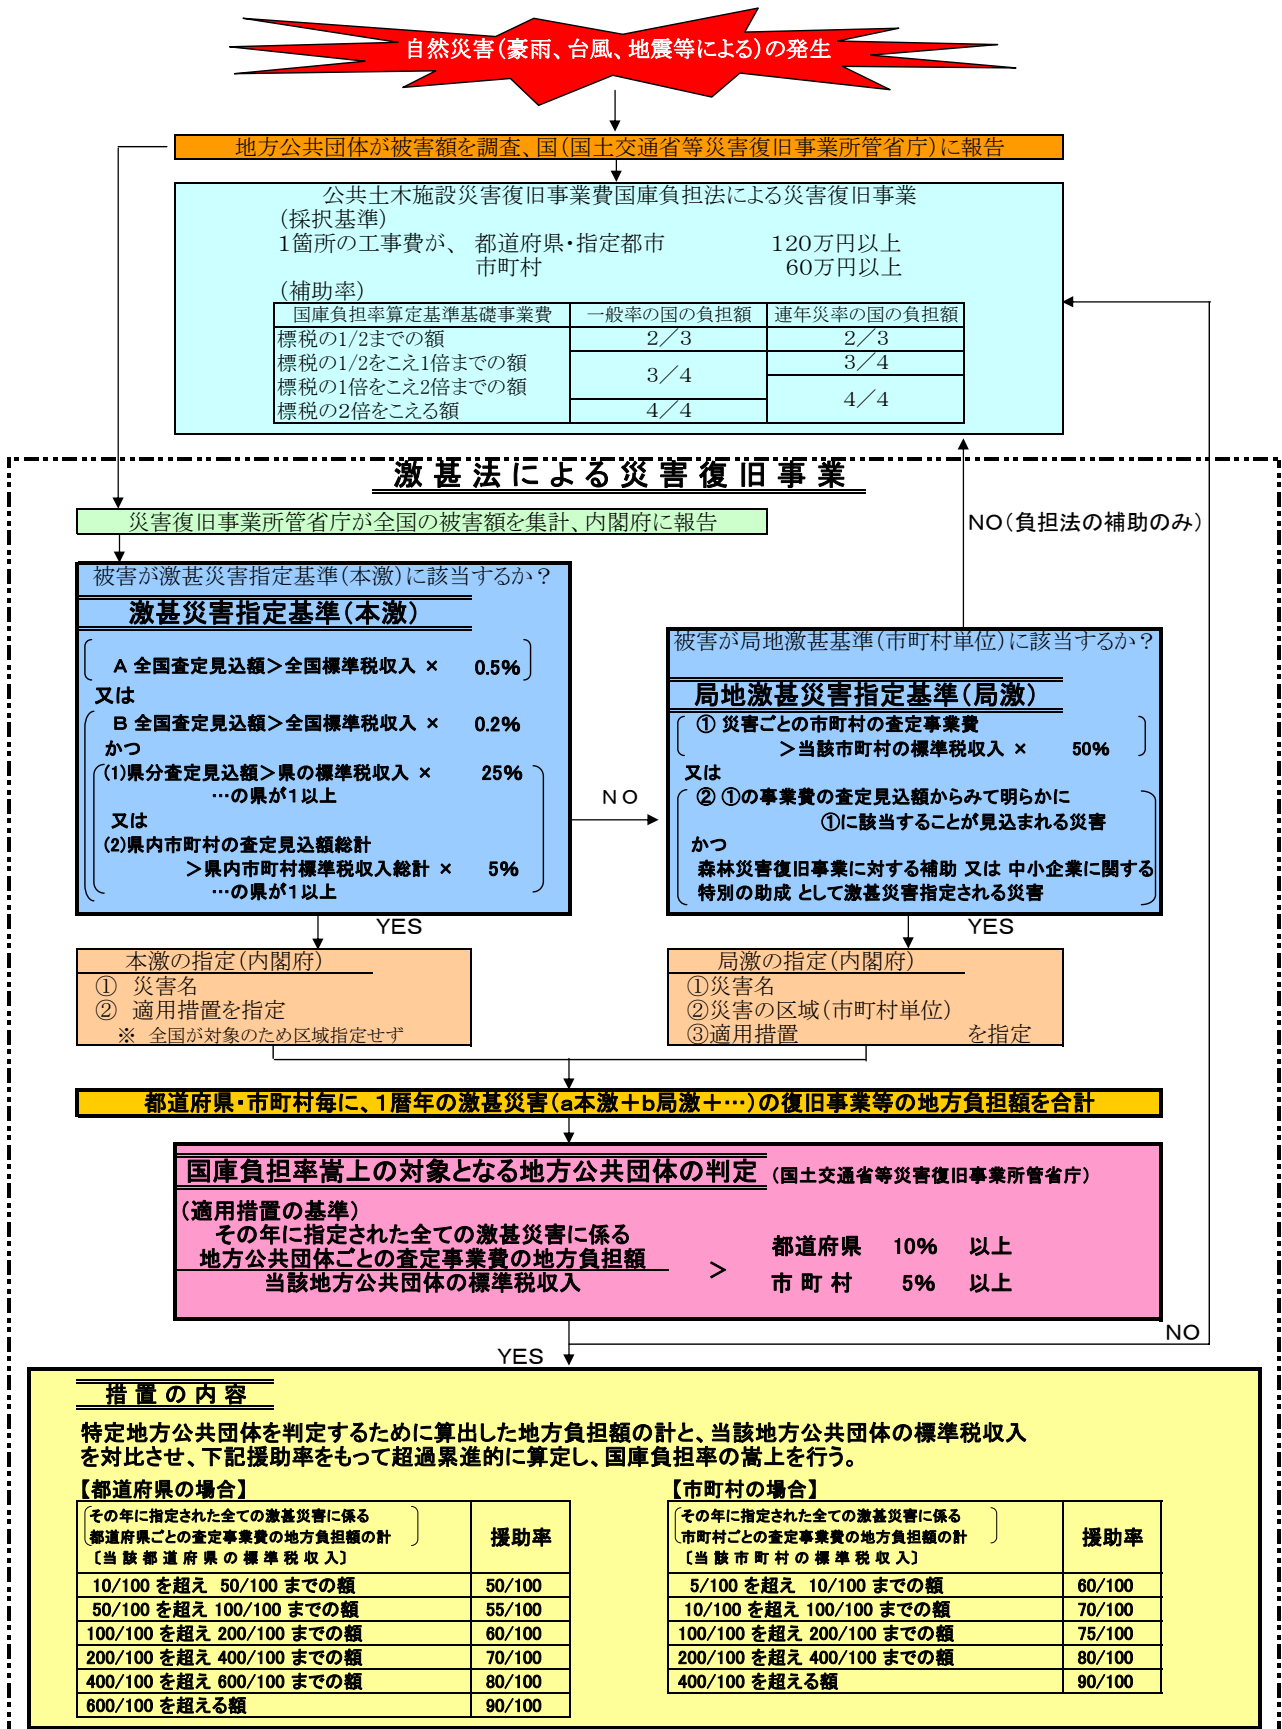 自然災害（豪雨、台風、地震等による）の発生
地方公共団体が被害額を調査、国（国土交通省等災害復旧事業所管省庁）に報告
公共土木施設災害復旧事業費国庫負担法による災害復旧事業
（採択基準）
1箇所の工事費が、 都道府県・指定都市 120万円以上
市町村 60万円以上
（補助率）
国庫負担率算定基準基礎事業費 一般率の国の負担額 連年災率の国の負担額
標税の1/2までの額 2／3 2／3
標税の1/2をこえ1倍までの額 3／4
標税の1倍をこえ2倍までの額 3／4
標税の2倍をこえる額 4／4 4／4
激甚法による災害復旧事業
災害復旧事業所管省庁が全国の被害額を集計、内閣府に報告
NO（負担法の補助のみ）
被害が激甚災害指定基準（本激）に該当するか？
激甚災害指定基準（本激）
A 全国査定見込額＞全国標準税収入 × 0.5%
又は
B 全国査定見込額＞全国標準税収入 × 0.2%
かつ
(1)県分査定見込額＞県の標準税収入 × 25%
…の県が1以上
又は
(2)県内市町村の査定見込額総計
＞県内市町村標準税収入総計 × 5%
…の県が1以上
NO
被害が局地激甚基準（市町村単位）に該当するか？
局地激甚災害指定基準（局激）
① 災害ごとの市町村の査定事業費
＞当該市町村の標準税収入 × 50%
又は
② ①の事業費の査定見込額からみて明らかに
①に該当することが見込まれる災害
かつ
森林災害復旧事業に対する補助 又は 中小企業に関する
特別の助成 として激甚災害指定される災害
YES
YES
本激の指定（内閣府）
① 災害名
② 適用措置を指定
※ 全国が対象のため区域指定せず
局激の指定（内閣府）
①災害名
②災害の区域（市町村単位）
③適用措置 を指定
都道府県・市町村毎に、1暦年の激甚災害（a本激＋b局激＋…）の復旧事業等の地方負担額を合計
国庫負担率嵩上の対象となる地方公共団体の判定 （国土交通省等災害復旧事業所管省庁）
（適用措置の基準）
その年に指定された全ての激甚災害に係る
地方公共団体ごとの査定事業費の地方負担額
当該地方公共団体の標準税収入
＞
都道府県 10% 以上
市町村 5% 以上
NO
YES
措置の内容
特定地方公共団体を判定するために算出した地方負担額の計と、当該地方公共団体の標準税収入
を対比させ、下記援助率をもって超過累進的に算定し、国庫負担率の嵩上を行う。
【都道府県の場合】
その年に指定された全ての激甚災害に係る
都道府県ごとの査定事業費の地方負担額の計 援助率
〔当該都道府県の標準税収入〕
10/100 を超え 50/100 までの額 50/100
50/100 を超え 100/100 までの額 55/100
100/100 を超え 200/100 までの額 60/100
200/100 を超え 400/100 までの額 70/100
400/100 を超え 600/100 までの額 80/100
600/100 を超える額 90/100
【市町村の場合】
その年に指定された全ての激甚災害に係る
市町村ごとの査定事業費の地方負担額の計 援助率
〔当該市町村の標準税収入〕
5/100 を超え 10/100 までの額 60/100
10/100 を超え 100/100 までの額 70/100
100/100 を超え 200/100 までの額 75/100
200/100 を超え 400/100 までの額 80/100
400/100 を超える額 90/100